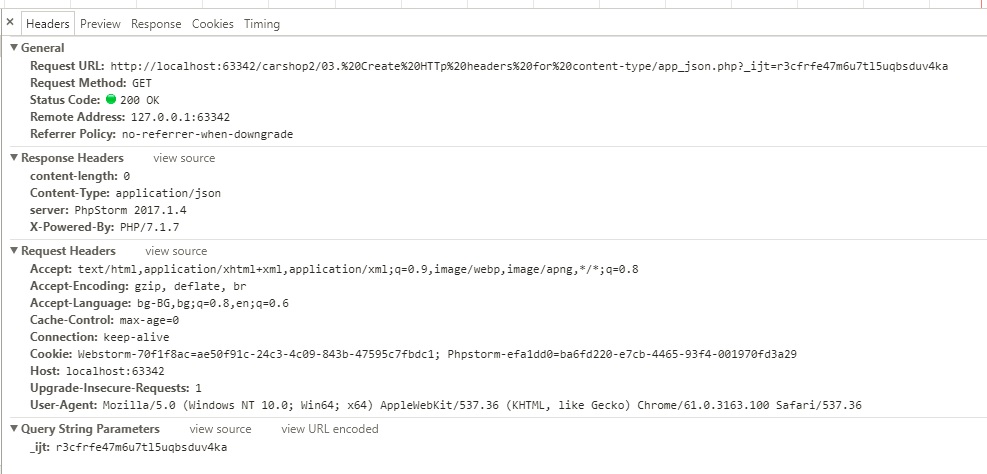 × Headers Preview Response Cookies Timing
▼ General
Request URL: http://localhost:63342/carshop2/03.%20Create%20HTTp%20headers%20for%20content-type/app_json.php?_ijt=r3cfrfe47m6u7tl5uqbsduv4ka
Request Method: GET
Status Code: 200 OK
Remote Address: 127.0.0.1:63342
Referrer Policy: no-referrer-when-downgrade
▼ Response Headers view source
content-length: 0
Content-Type: application/json
server: PhpStorm 2017.1.4
X-Powered-By: PHP/7.1.7
▼ Request Headers view source
Accept: text/html,application/xhtml+xml,application/xml;q=0.9,image/webp,image/apng,*/*;q=0.8
Accept-Encoding: gzip, deflate, br
Accept-Language: bg-BG,bg;q=0.8,en;q=0.6
Cache-Control: max-age=0
Connection: keep-alive
Cookie: Webstorm-70f1f8ac=ae50f91c-24c3-4c09-843b-47595c7fbdc1; Phpstorm-efa1dd0=ba6fd220-e7cb-4465-93f4-001970fd3a29
Host: localhost:63342
Upgrade-Insecure-Requests: 1
User-Agent: Mozilla/5.0 (Windows NT 10.0; Win64; x64) AppleWebKit/537.36 (KHTML, like Gecko) Chrome/61.0.3163.100 Safari/537.36
▼ Query String Parameters view source view URL encoded
_ijt: r3cfrfe47m6u7tl5uqbsduv4ka